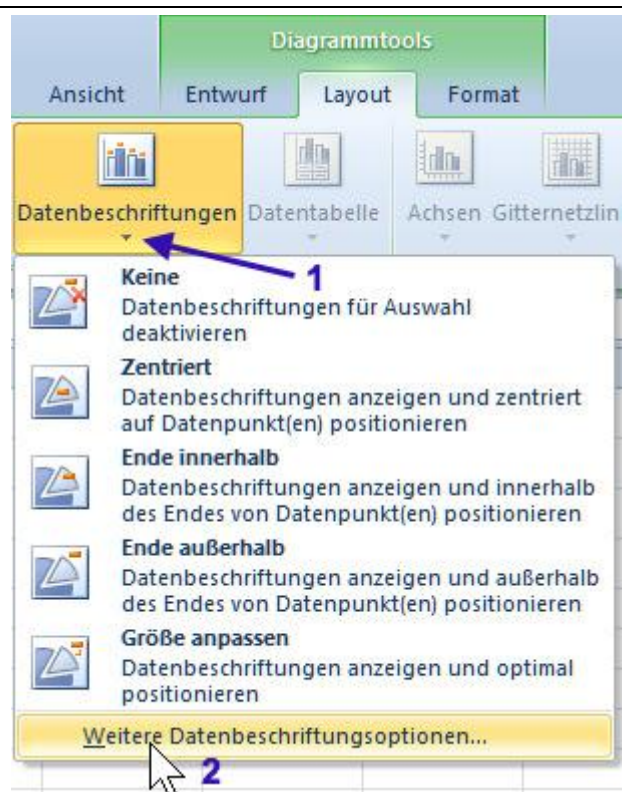 Diagrammtools
Ansicht Entwurf Layout Format
Datenbeschriftungen Datentabelle Achsen Gitternetzlin
1
Keine
Datenbeschriftungen für Auswahl
deaktivieren
Zentriert
Datenbeschriftungen anzeigen und zentriert
auf Datenpunkt(en) positionieren
Ende innerhalb
Datenbeschriftungen anzeigen und innerhalb
des Endes von Datenpunkt(en) positionieren
Ende außerhalb
Datenbeschriftungen anzeigen und außerhalb
des Endes von Datenpunkt(en) positionieren
Größe anpassen
Datenbeschriftungen anzeigen und optimal
positionieren
Weitere Datenbeschriftungsoptionen...
2